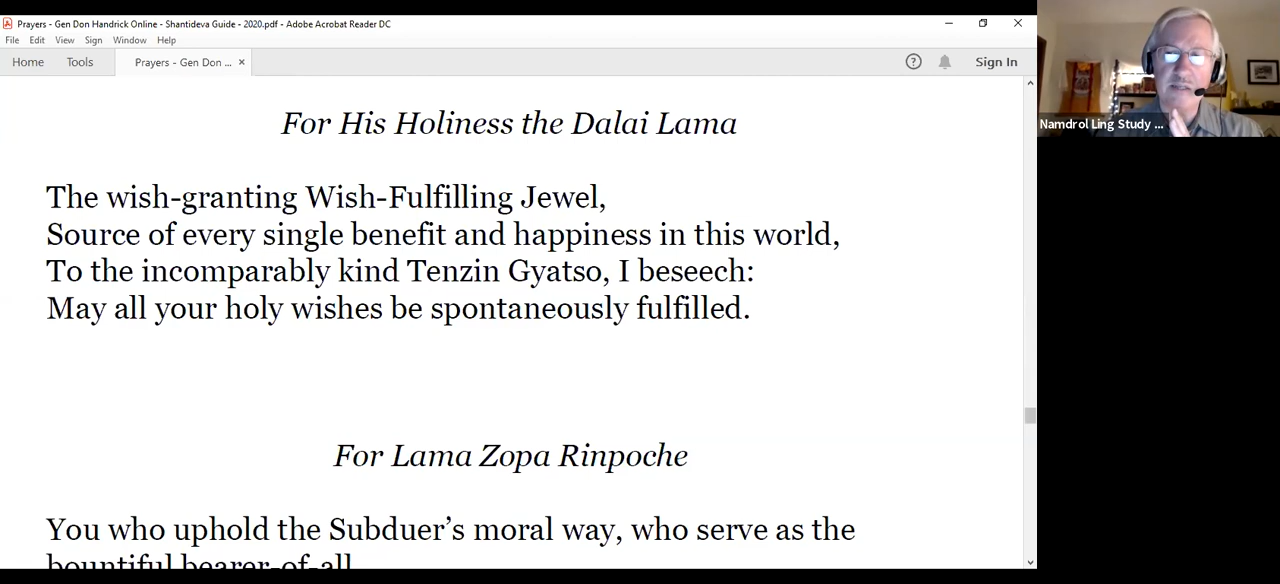 Prayers - Gen Don Handrick Online - Shantideva Guide - 2020.pdf - Adobe Acrobat Reader DC
File Edit View Sign Window Help
Home Tools Prayers - Gen Don ... × ? Sign In
For His Holiness the Dalai Lama
The wish-granting Wish-Fulfilling Jewel,
Source of every single benefit and happiness in this world,
To the incomparably kind Tenzin Gyatso, I beseech:
May all your holy wishes be spontaneously fulfilled.
For Lama Zopa Rinpoche
You who uphold the Subduer’s moral way, who serve as the
bountiful bearer-of-all
Namdrol Ling Study ...